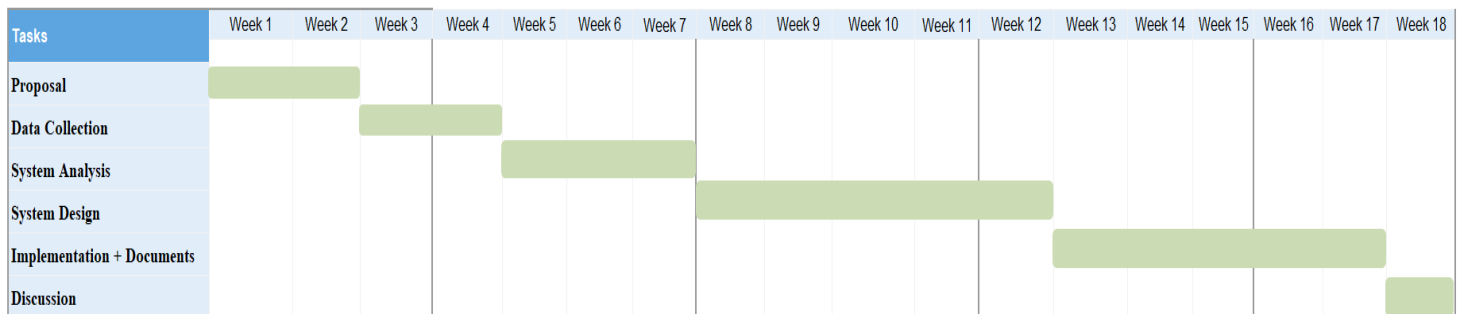 Tasks Week 1 Week 2 Week 3 Week 4 Week 5 Week 6 Week 7 Week 8 Week 9 Week 10 Week 11 Week 12 Week 13 Week 14 Week 15 Week 16 Week 17 Week 18
Proposal
Data Collection
System Analysis
System Design
Implementation + Documents
Discussion